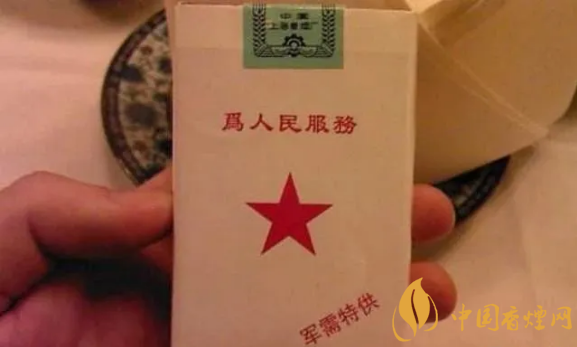 中国
上海卷烟厂
爲人民服務
军需特供
中国香烟网